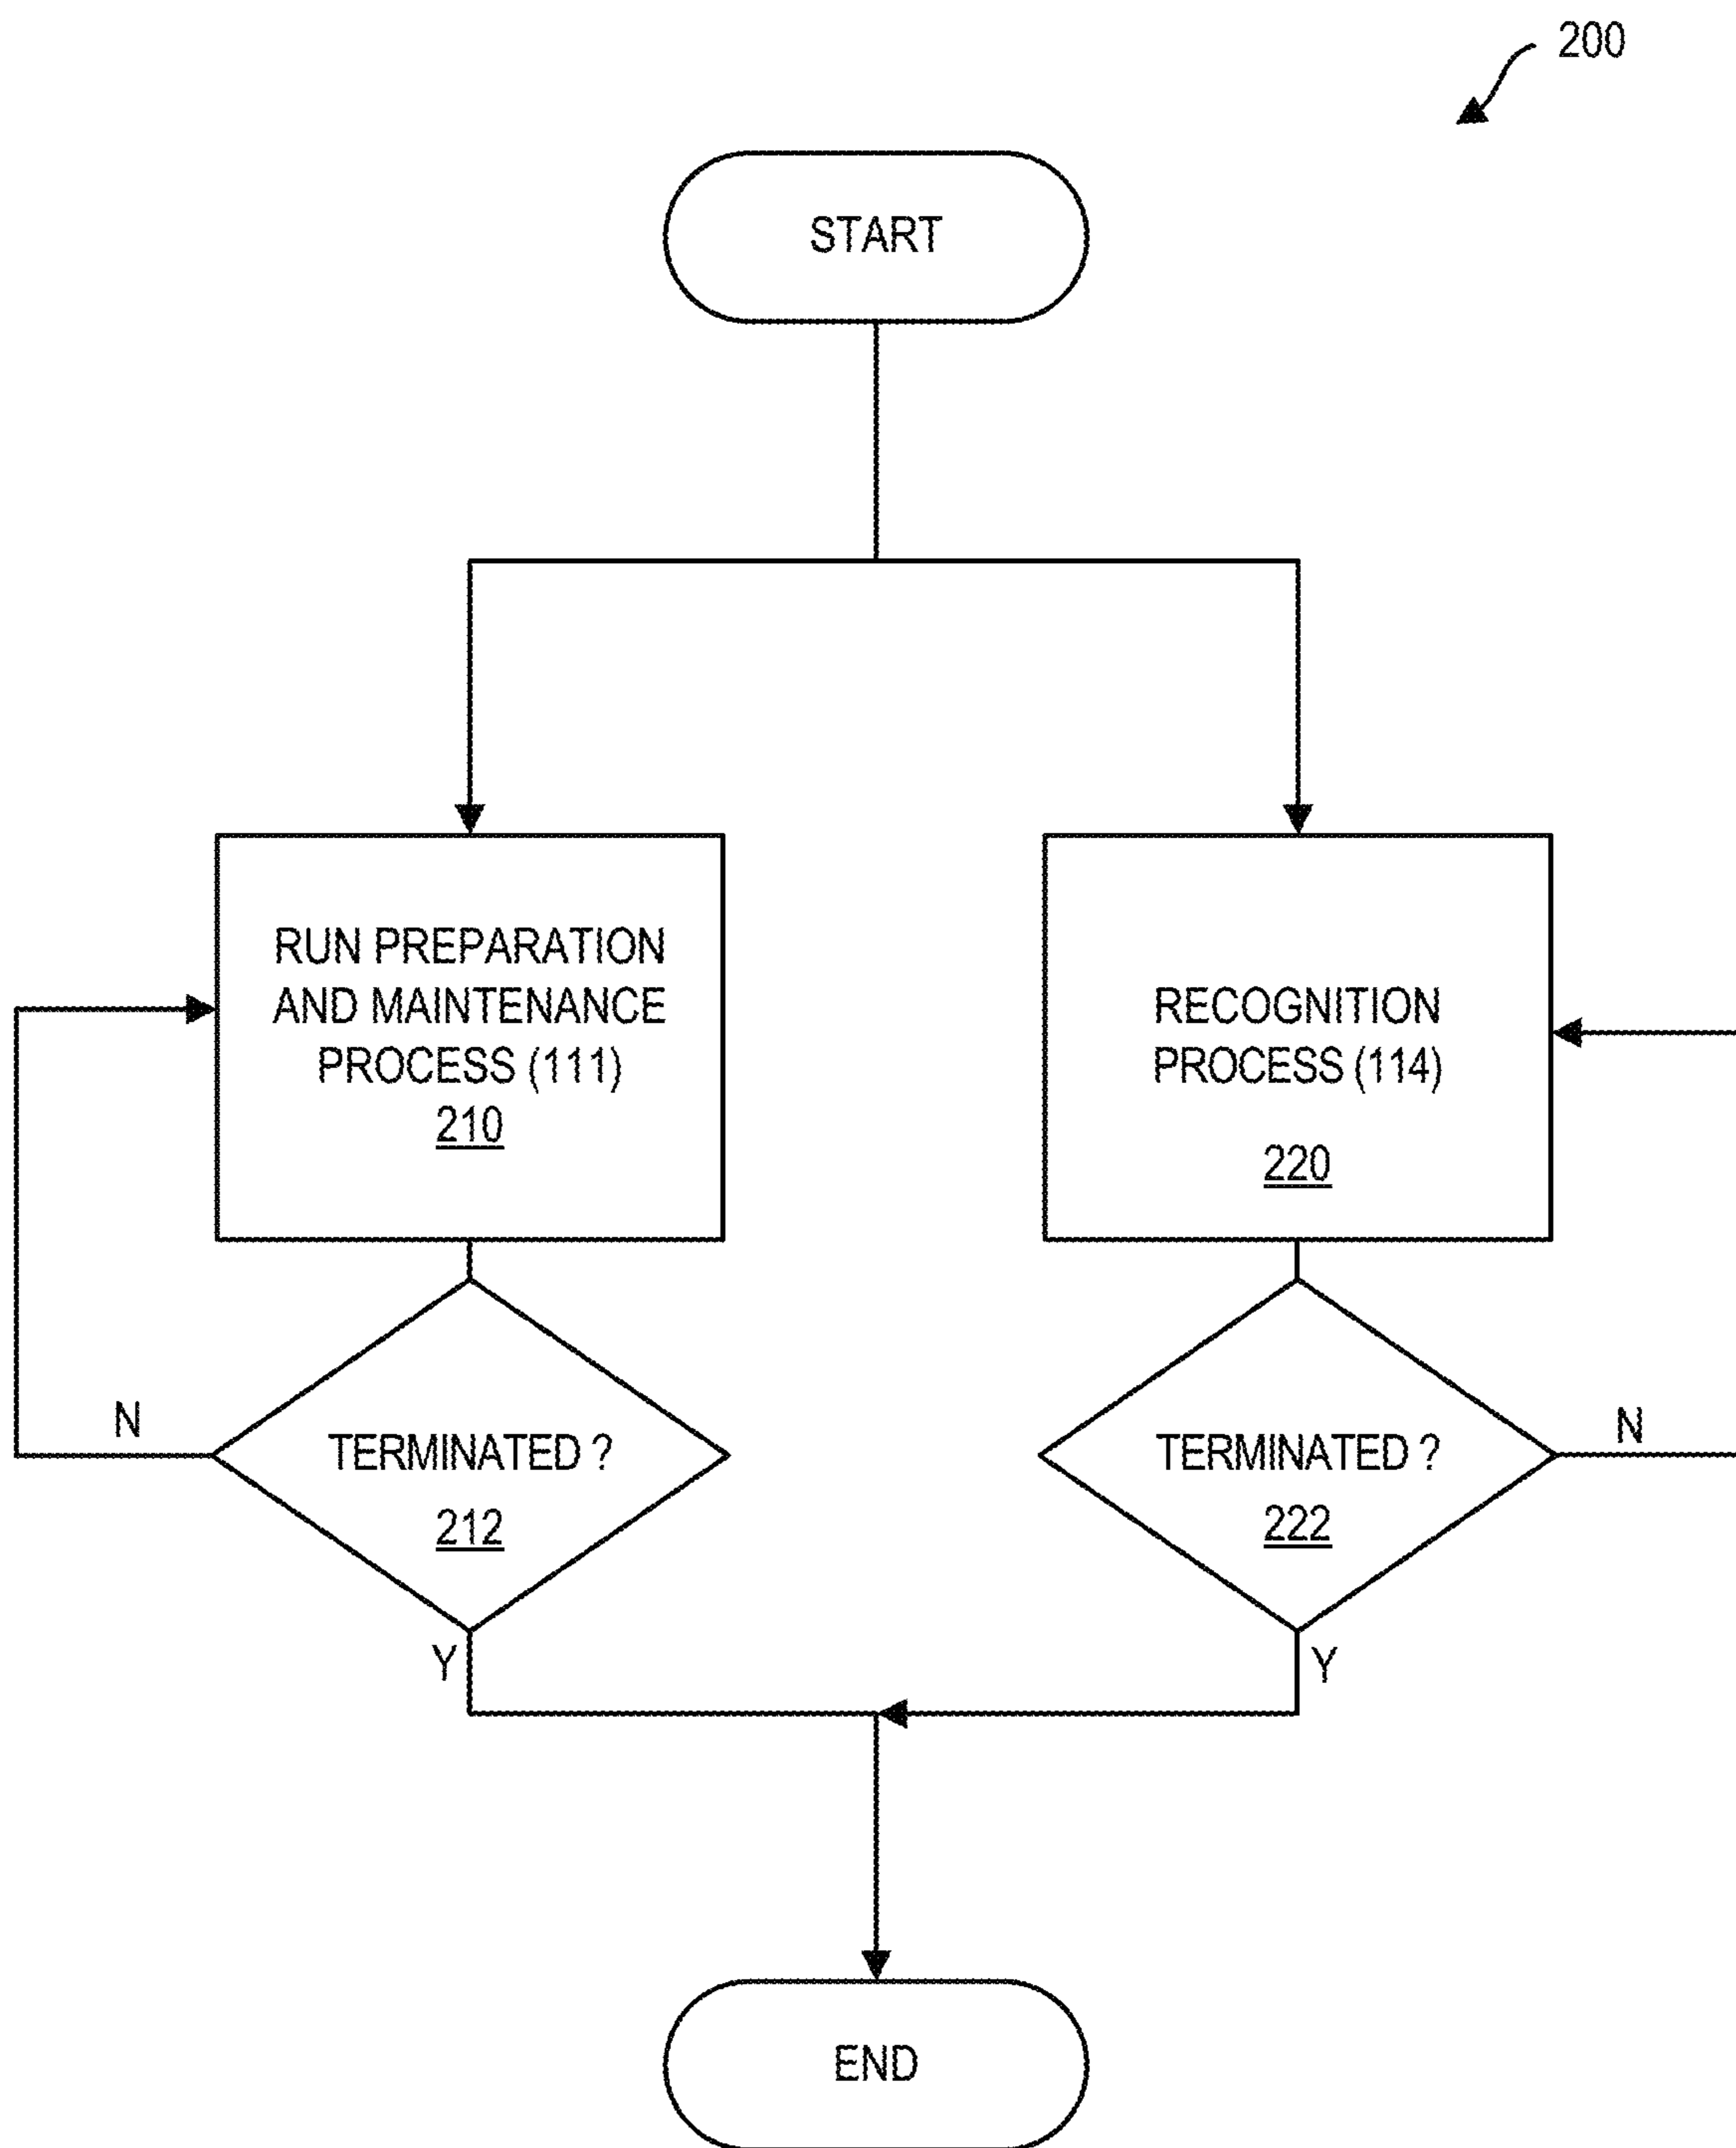 200
START
RUN PREPARATION
AND MAINTENANCE
PROCESS (111)
210
RECOGNITION
PROCESS (114)
220
N
TERMINATED ?
212
Y
TERMINATED ?
222
N
Y
END